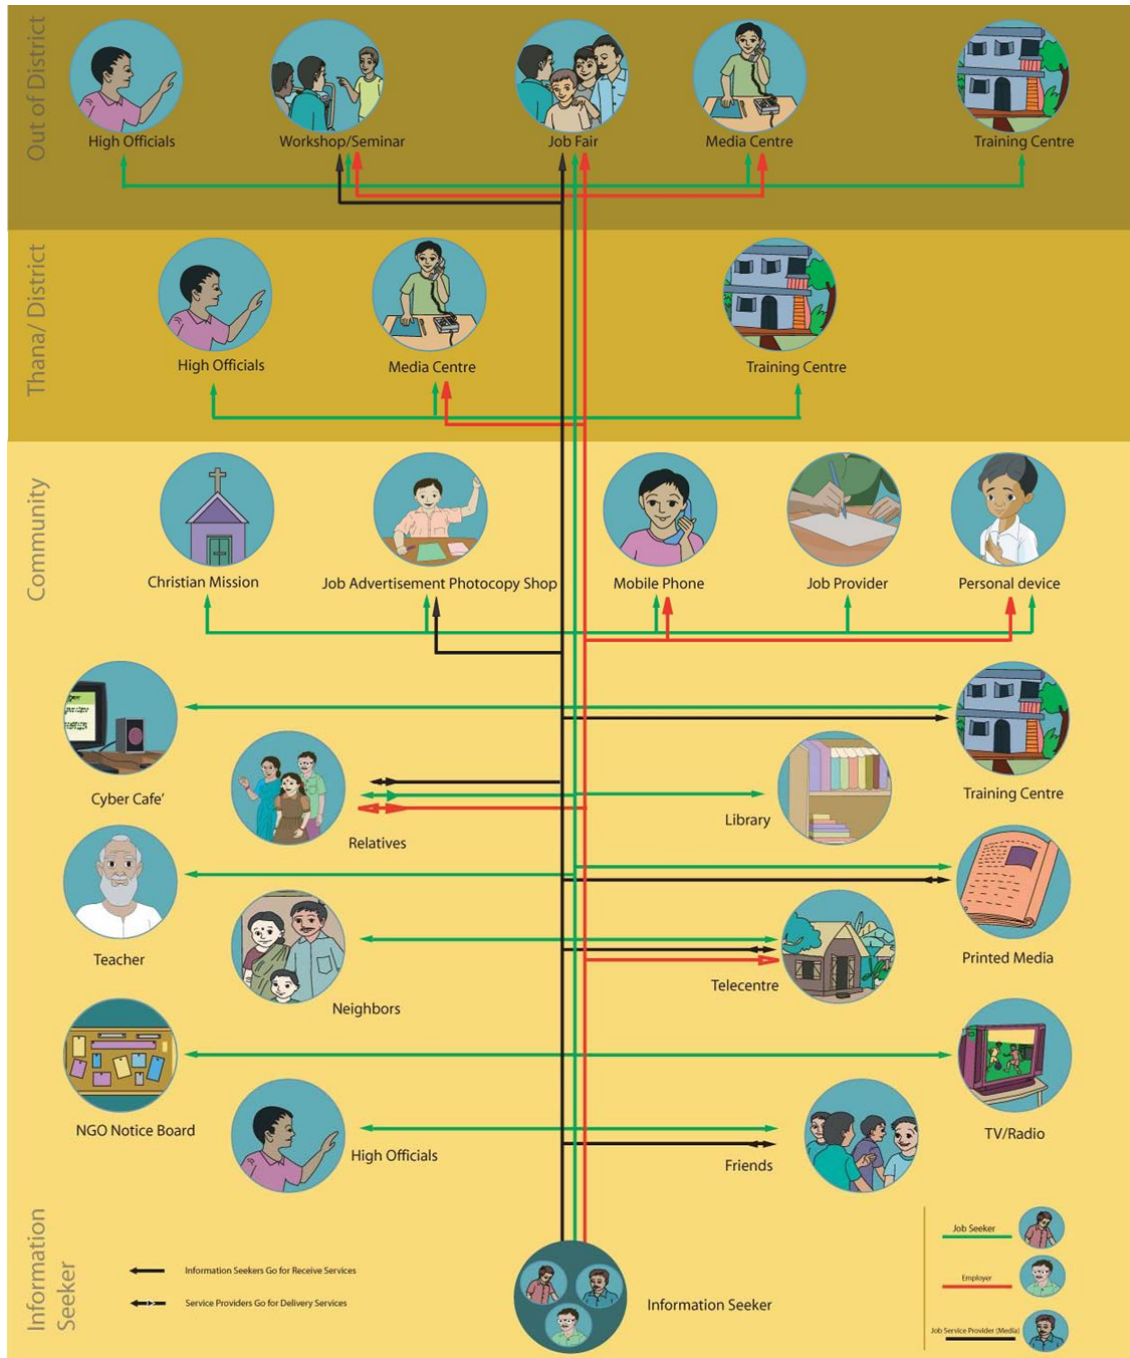 Out of District
High Officials
Workshop/Seminar
Job Fair
Media Centre
Training Centre
Thana/ District
High Officials
Media Centre
Training Centre
Community
Christian Mission
Job Advertisement Photocopy Shop
Mobile Phone
Job Provider
Personal device
Cyber Cafe'
Training Centre
Relatives
Library
Teacher
Printed Media
Neighbors
Telecentre
NGO Notice Board
TV/Radio
High Officials
Friends
Information
Seeker
Information Seekers Go for Receive Services
Service Providers Go for Delivery Services
Information Seeker
Job Seeker
Employer
Job Service Provider (Media)